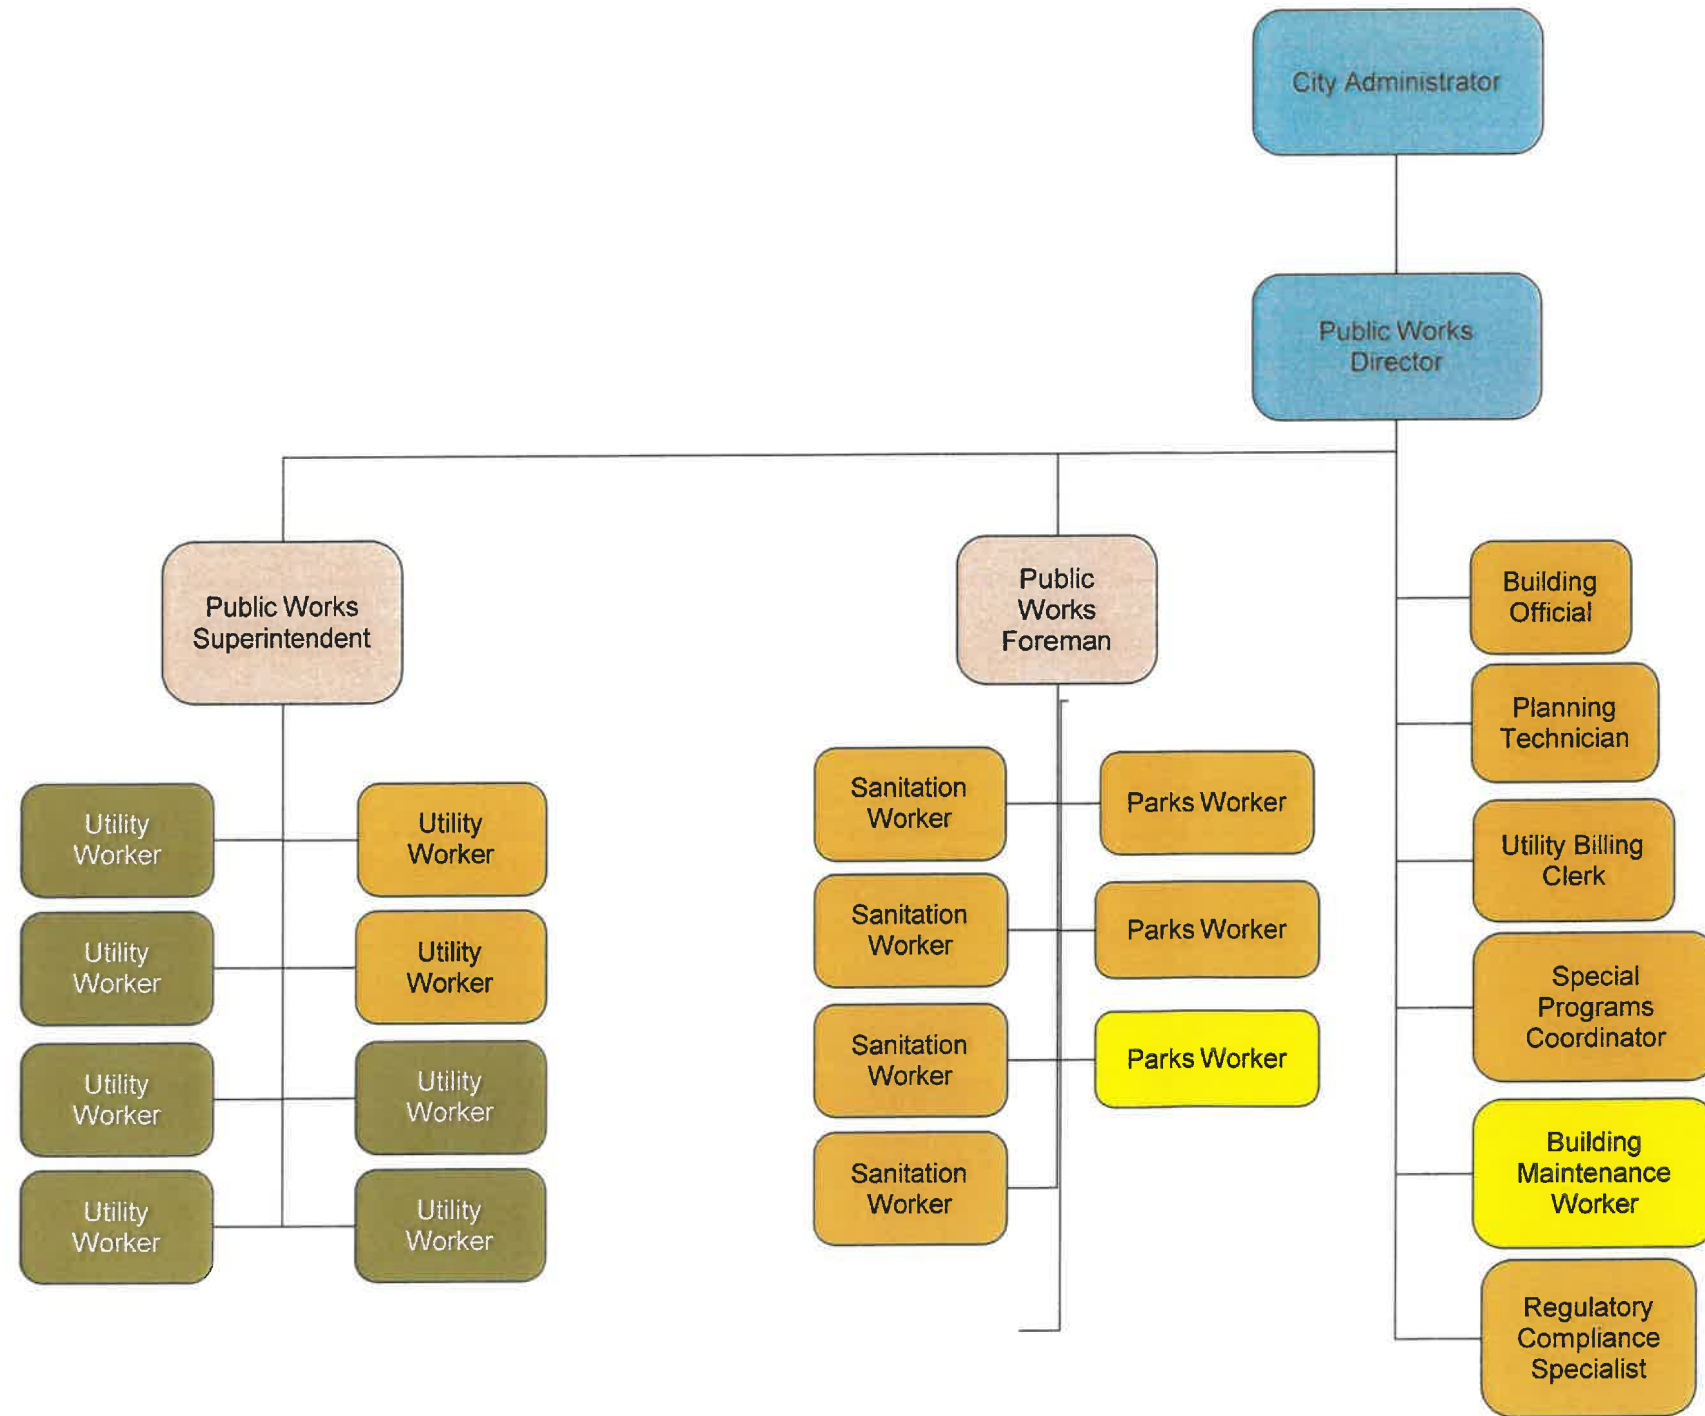 City Administrator
Public Works
Director
Public Works
Superintendent
Public
Works
Foreman
Building
Official
Planning
Technician
Utility Billing
Clerk
Special
Programs
Coordinator
Building
Maintenance
Worker
Regulatory
Compliance
Specialist
Utility
Worker
Utility
Worker
Utility
Worker
Utility
Worker
Utility
Worker
Utility
Worker
Utility
Worker
Utility
Worker
Sanitation
Worker
Parks Worker
Sanitation
Worker
Parks Worker
Sanitation
Worker
Parks Worker
Sanitation
Worker